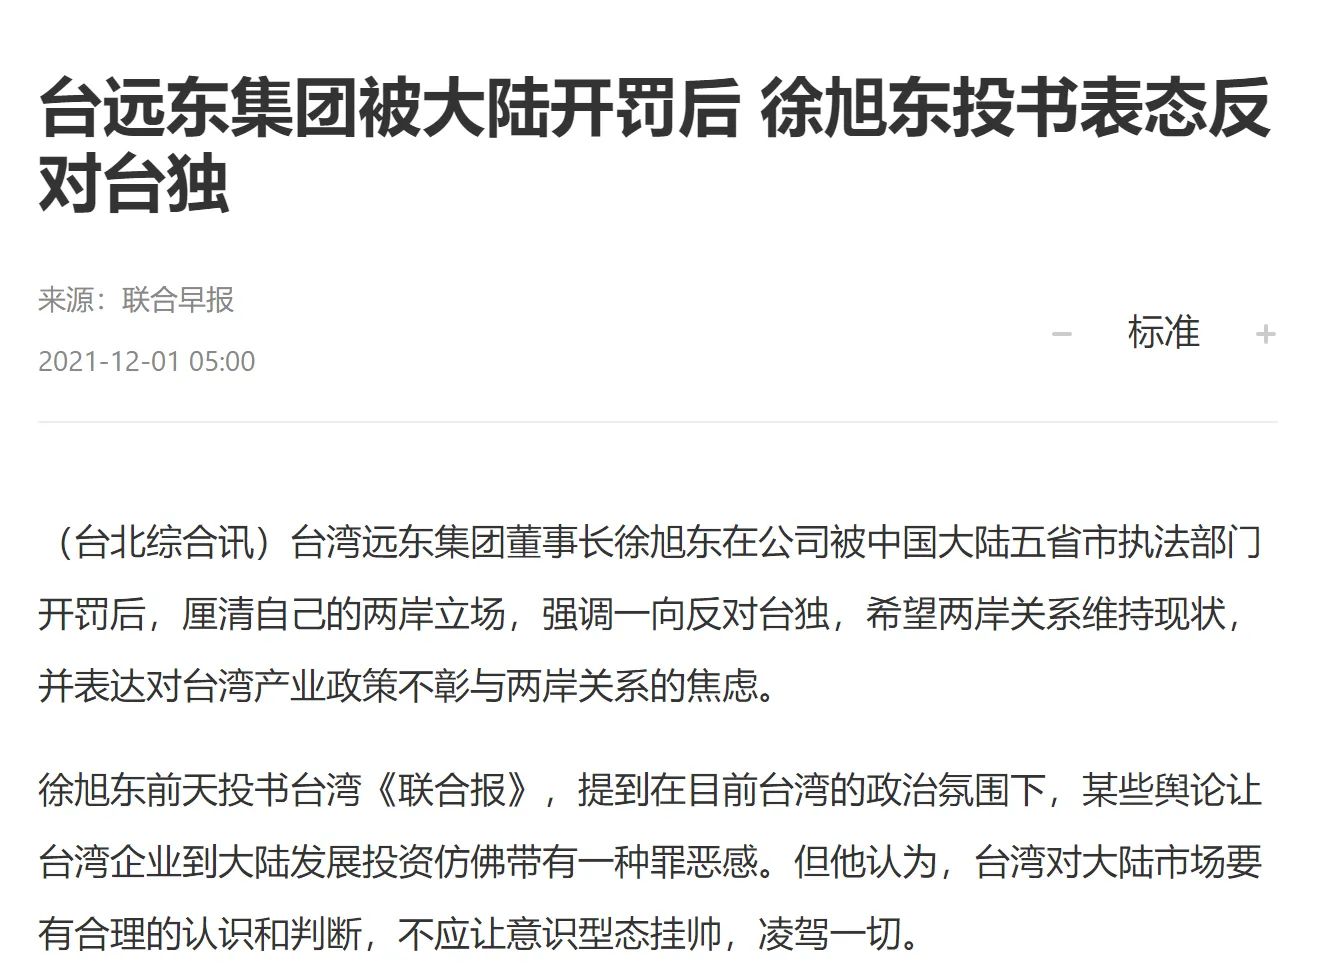 台远东集团被大陆开罚后 徐旭东投书表态反
对台独
来源：联合早报
2021-12-01 05:00
− 标准 +
（台北综合讯）台湾远东集团董事长徐旭东在公司被中国大陆五省市执法部门
开罚后，厘清自己的两岸立场，强调一向反对台独，希望两岸关系维持现状，
并表达对台湾产业政策不彰与两岸关系的焦虑。
徐旭东前天投书台湾《联合报》，提到在目前台湾的政治氛围下，某些舆论让
台湾企业到大陆发展投资仿佛带有一种罪恶感。但他认为，台湾对大陆市场要
有合理的认识和判断，不应让意识型态挂帅，凌驾一切。